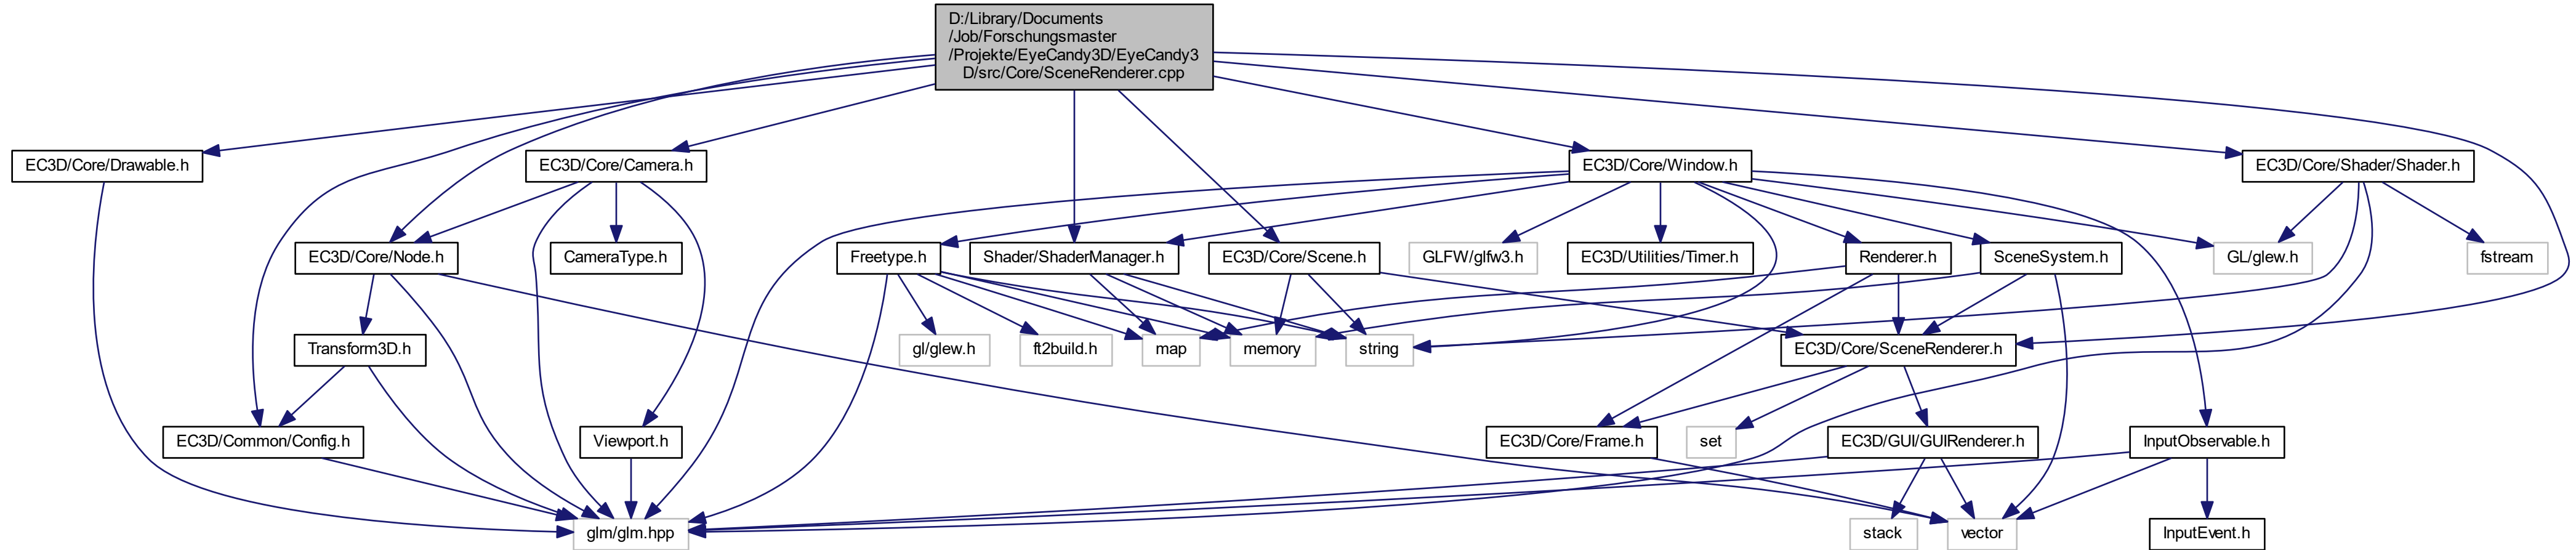 D:/Library/Documents
/Job/Forschungsmaster
/Projekte/EyeCandy3D/EyeCandy3
D/src/Core/SceneRenderer.cpp
EC3D/Core/Drawable.h
EC3D/Core/Camera.h
EC3D/Core/Window.h
EC3D/Core/Shader/Shader.h
EC3D/Core/Node.h
CameraType.h
Freetype.h
Shader/ShaderManager.h
EC3D/Core/Scene.h
GLFW/glfw3.h
EC3D/Utilities/Timer.h
Renderer.h
SceneSystem.h
GL/glew.h
fstream
Transform3D.h
gl/glew.h
ft2build.h
map
memory
string
EC3D/Core/SceneRenderer.h
EC3D/Common/Config.h
Viewport.h
EC3D/Core/Frame.h
set
EC3D/GUI/GUIRenderer.h
InputObservable.h
glm/glm.hpp
stack
vector
InputEvent.h